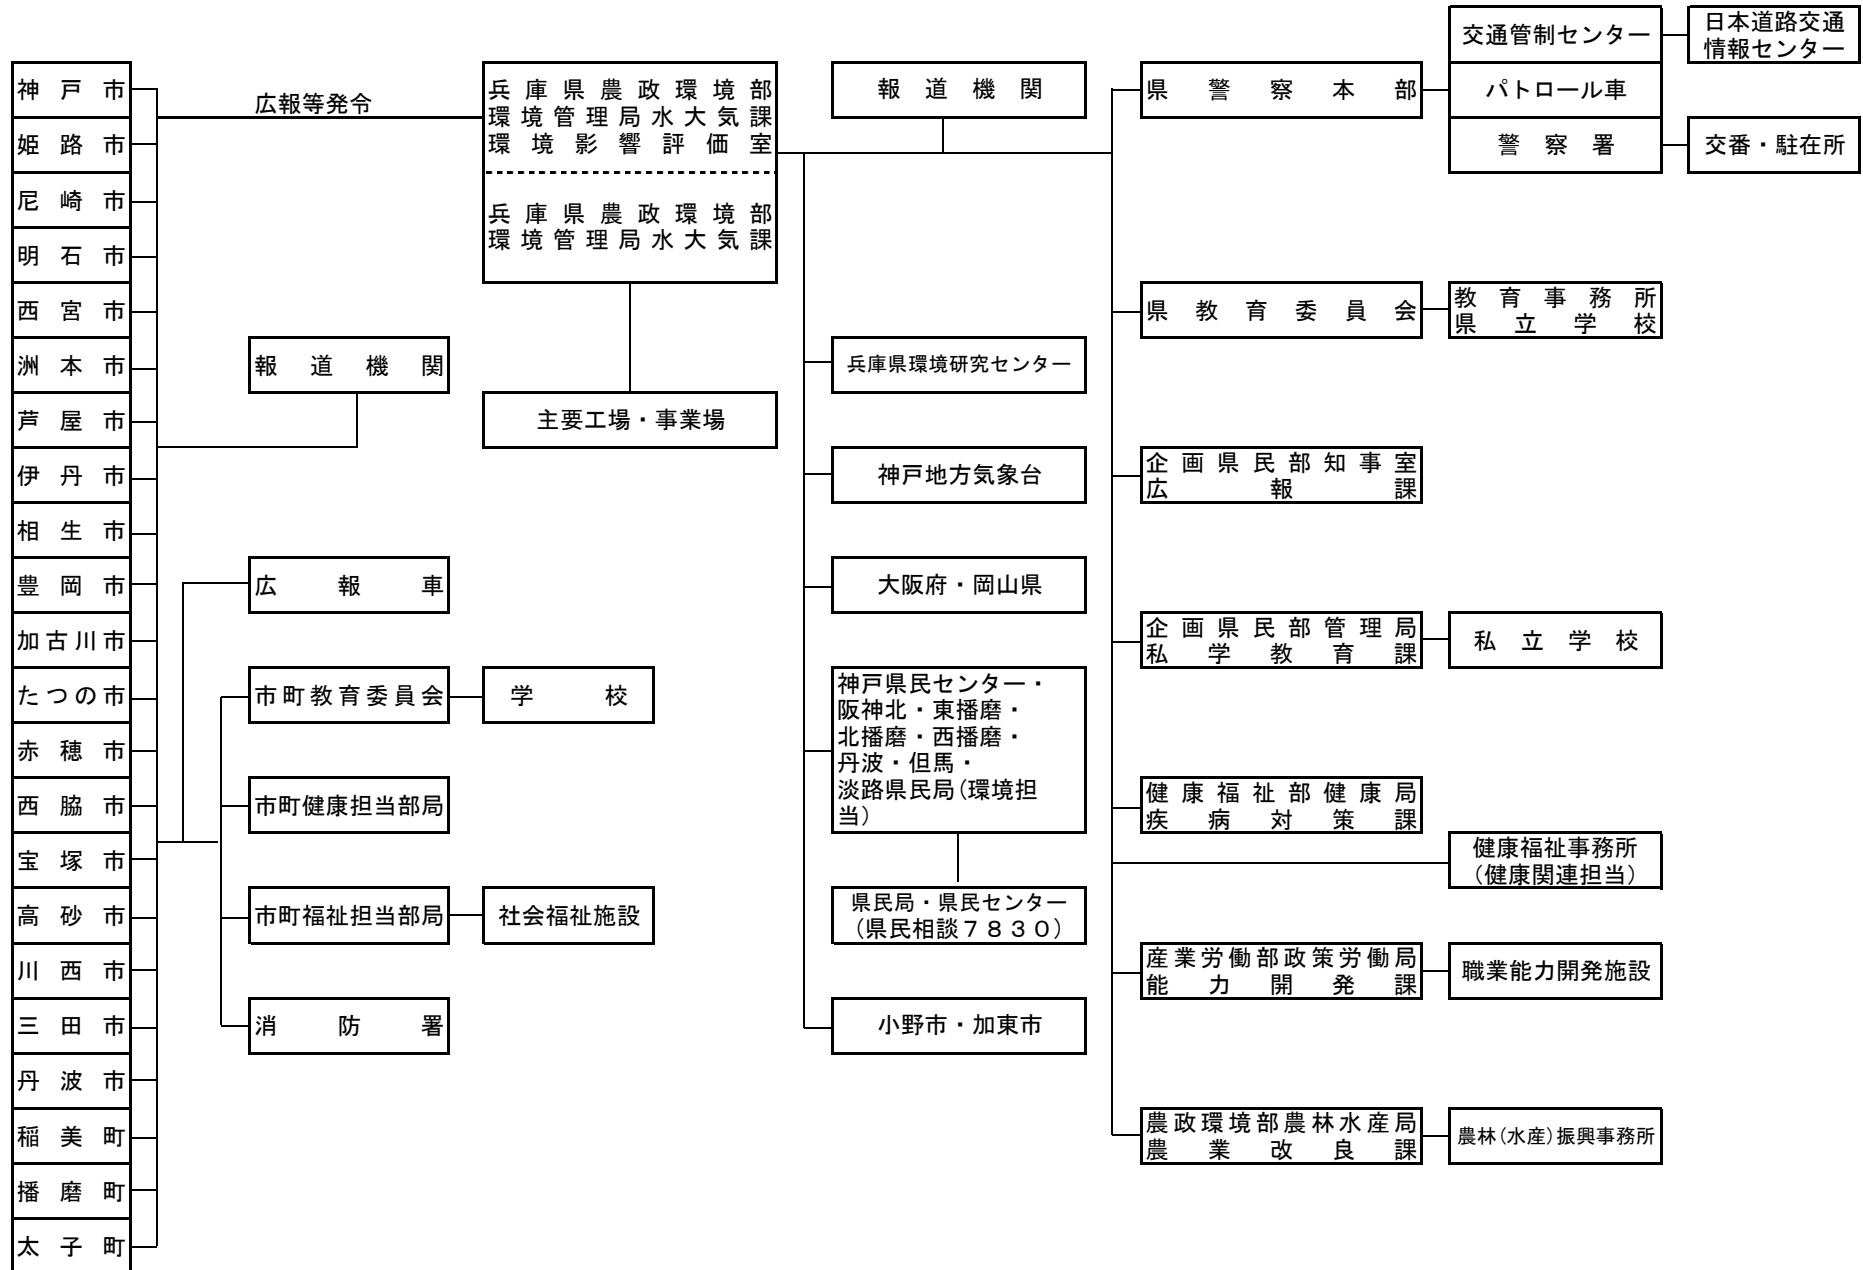 神戸市
姫路市
尼崎市
明石市
西宮市
洲本市
芦屋市
伊丹市
相生市
豊岡市
加古川市
たつの市
赤穂市
西脇市
宝塚市
高砂市
川西市
三田市
丹波市
稲美町
播磨町
太子町
広報等発令
報道機関
広報車
市町教育委員会
学校
市町健康担当部局
市町福祉担当部局
社会福祉施設
消防署
兵庫県農政環境部
環境管理局水大気課
環境影響評価室
兵庫県農政環境部
環境管理局水大気課
主要工場・事業場
報道機関
兵庫県環境研究センター
神戸地方気象台
大阪府・岡山県
神戸県民センター・
阪神北・東播磨・
北播磨・西播磨・
丹波・但馬・
淡路県民局(環境担
当)
県民局・県民センター
(県民相談7830)
小野市・加東市
県警察本部
交通管制センター
日本道路交通
情報センター
パトロール車
警察署
交番・駐在所
県教育委員会
教育事務所
県立学校
企画県民部知事室
広報課
企画県民部管理局
私学教育課
私立学校
健康福祉部健康局
疾病対策課
健康福祉事務所
(健康関連担当)
産業労働部政策労働局
能力開発課
職業能力開発施設
農政環境部農林水産局
農業改良課
農林(水産)振興事務所